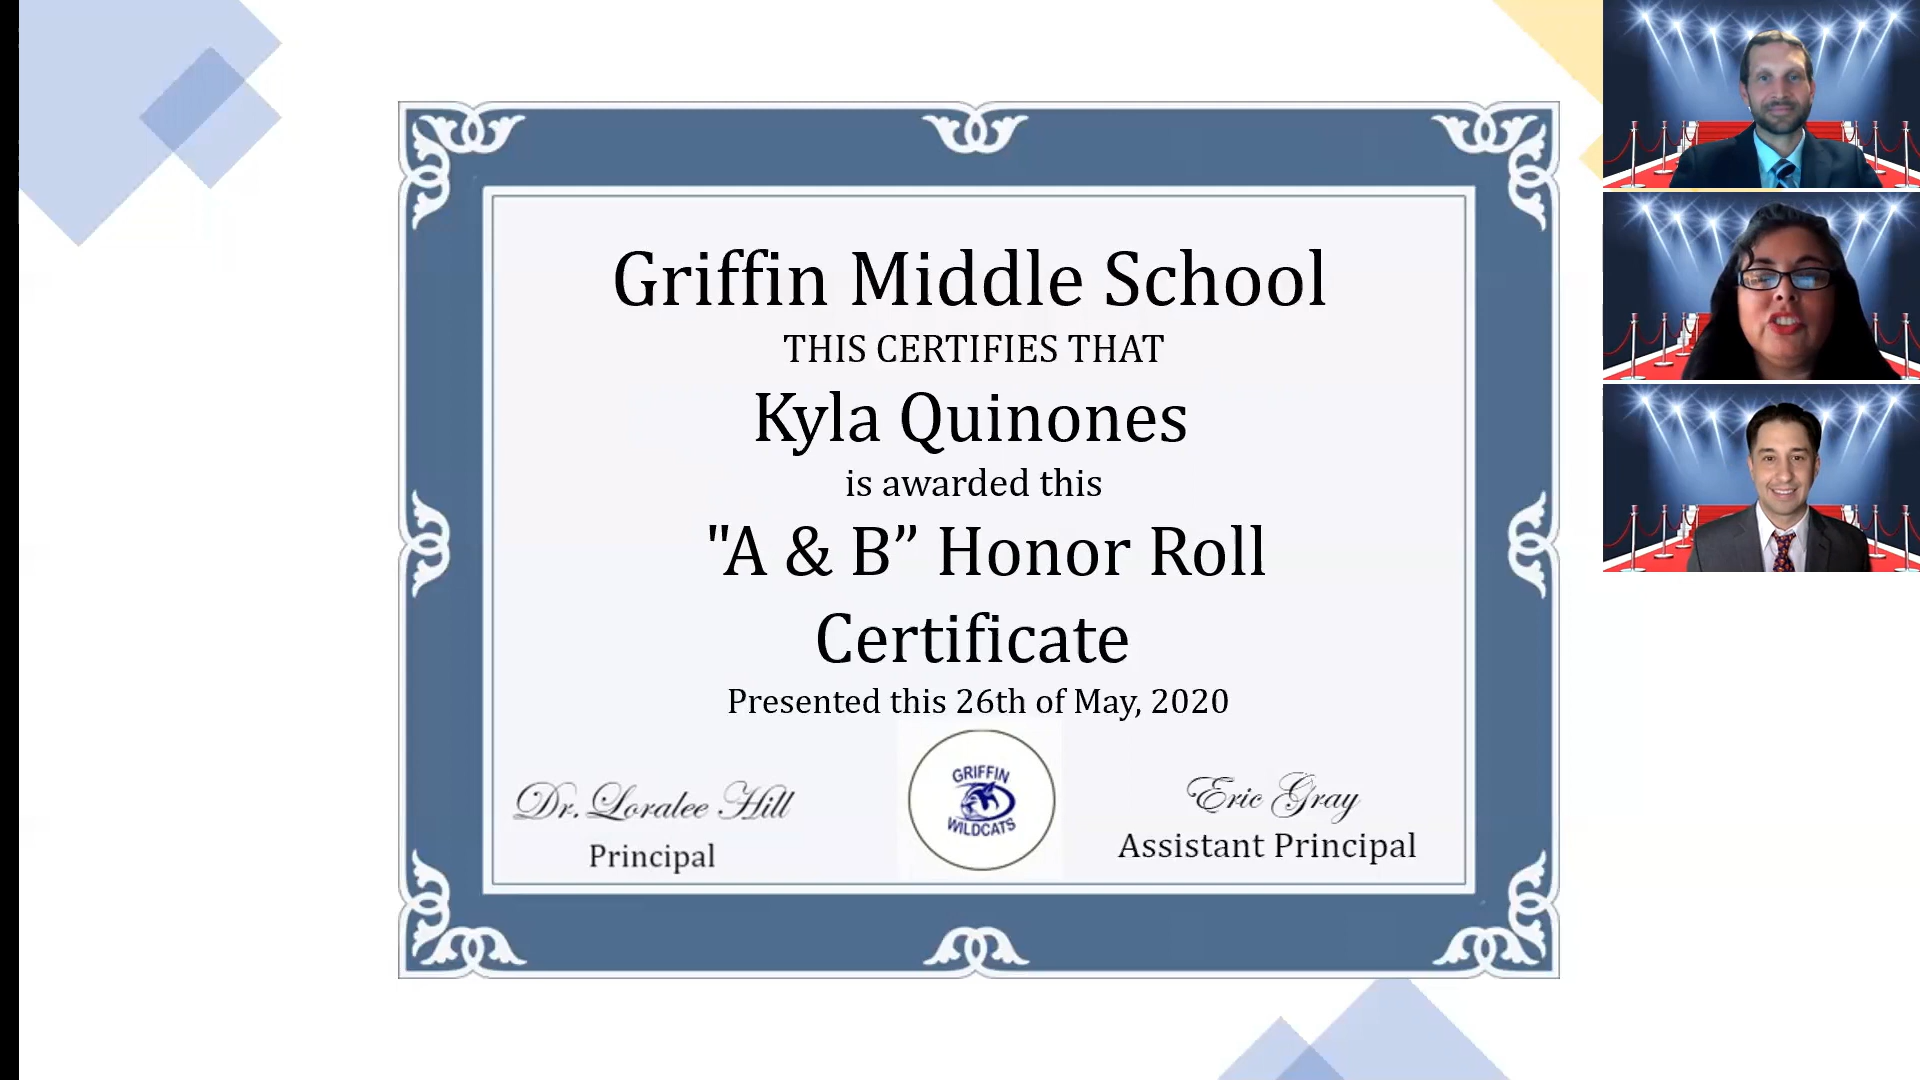 Griffin Middle School
THIS CERTIFIES THAT
Kyla Quinones
is awarded this
"A & B” Honor Roll
Certificate
Presented this 26th of May, 2020
Dr. Loralee Hill
Principal
GRIFFIN
WILDCATS
Eric Gray
Assistant Principal